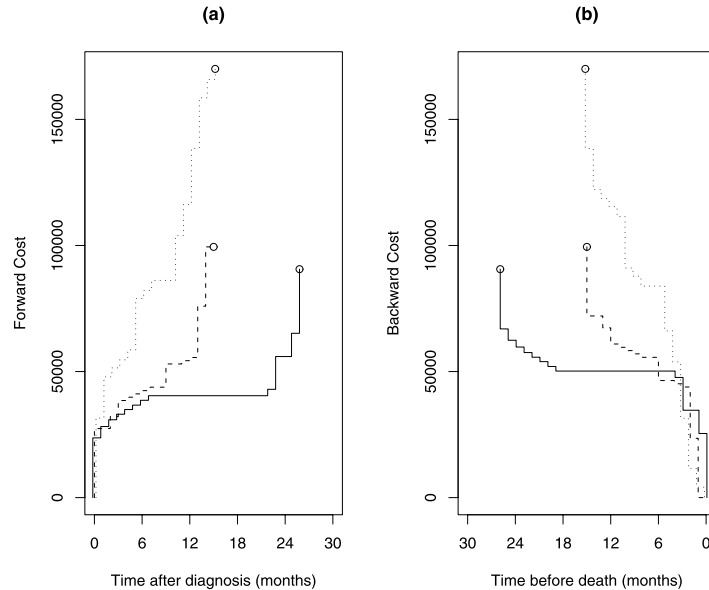 (a)
Forward Cost
150000
100000
50000
0
0 6 12 18 24 30
Time after diagnosis (months)
(b)
Backward Cost
150000
100000
50000
0
30 24 18 12 6 0
Time before death (months)